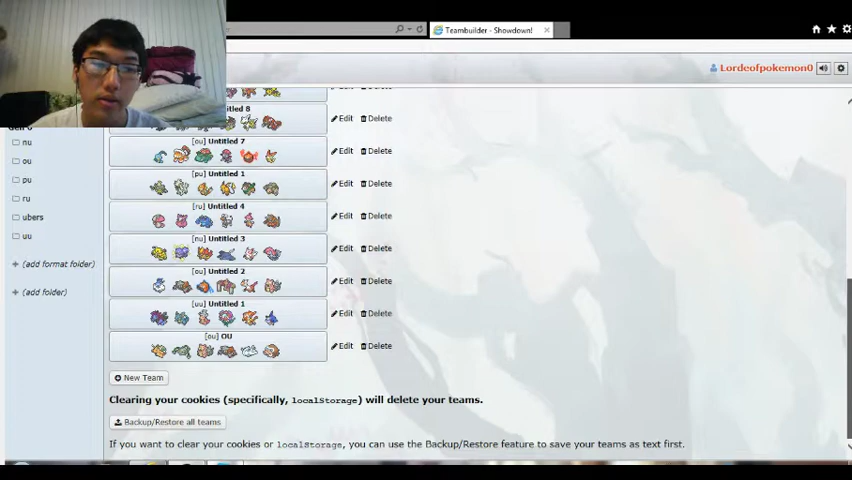 Teambuilder - Showdown!
Lordeofpokemon0
Untitled 8
Edit Delete
nu
[ou] Untitled 7
ou
Edit Delete
pu
[pu] Untitled 1
Edit Delete
ru
[ru] Untitled 4
ubers
Edit Delete
uu
[nu] Untitled 3
Edit Delete
(add format folder)
[ou] Untitled 2
Edit Delete
(add folder)
[uu] Untitled 1
Edit Delete
[ou] OU
Edit Delete
New Team
Clearing your cookies (specifically, localStorage) will delete your teams.
Backup/Restore all teams
If you want to clear your cookies or localStorage, you can use the Backup/Restore feature to save your teams as text first.